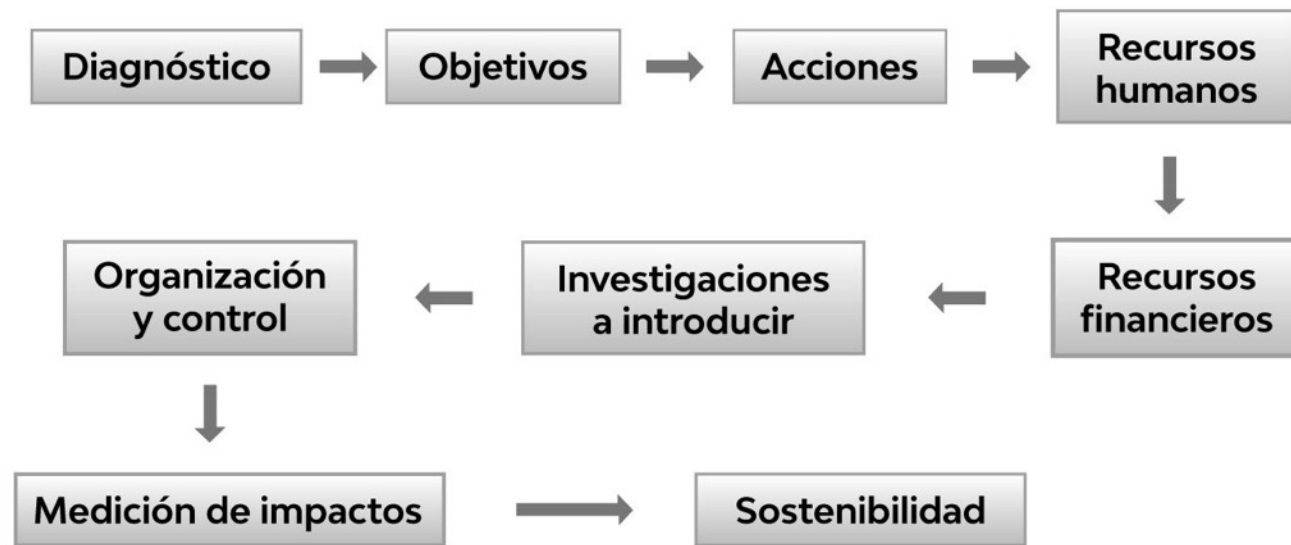 Diagnóstico
Objetivos
Acciones
Recursos
humanos
Recursos
financieros
Investigaciones
a introducir
Organización
y control
Medición de impactos
Sostenibilidad